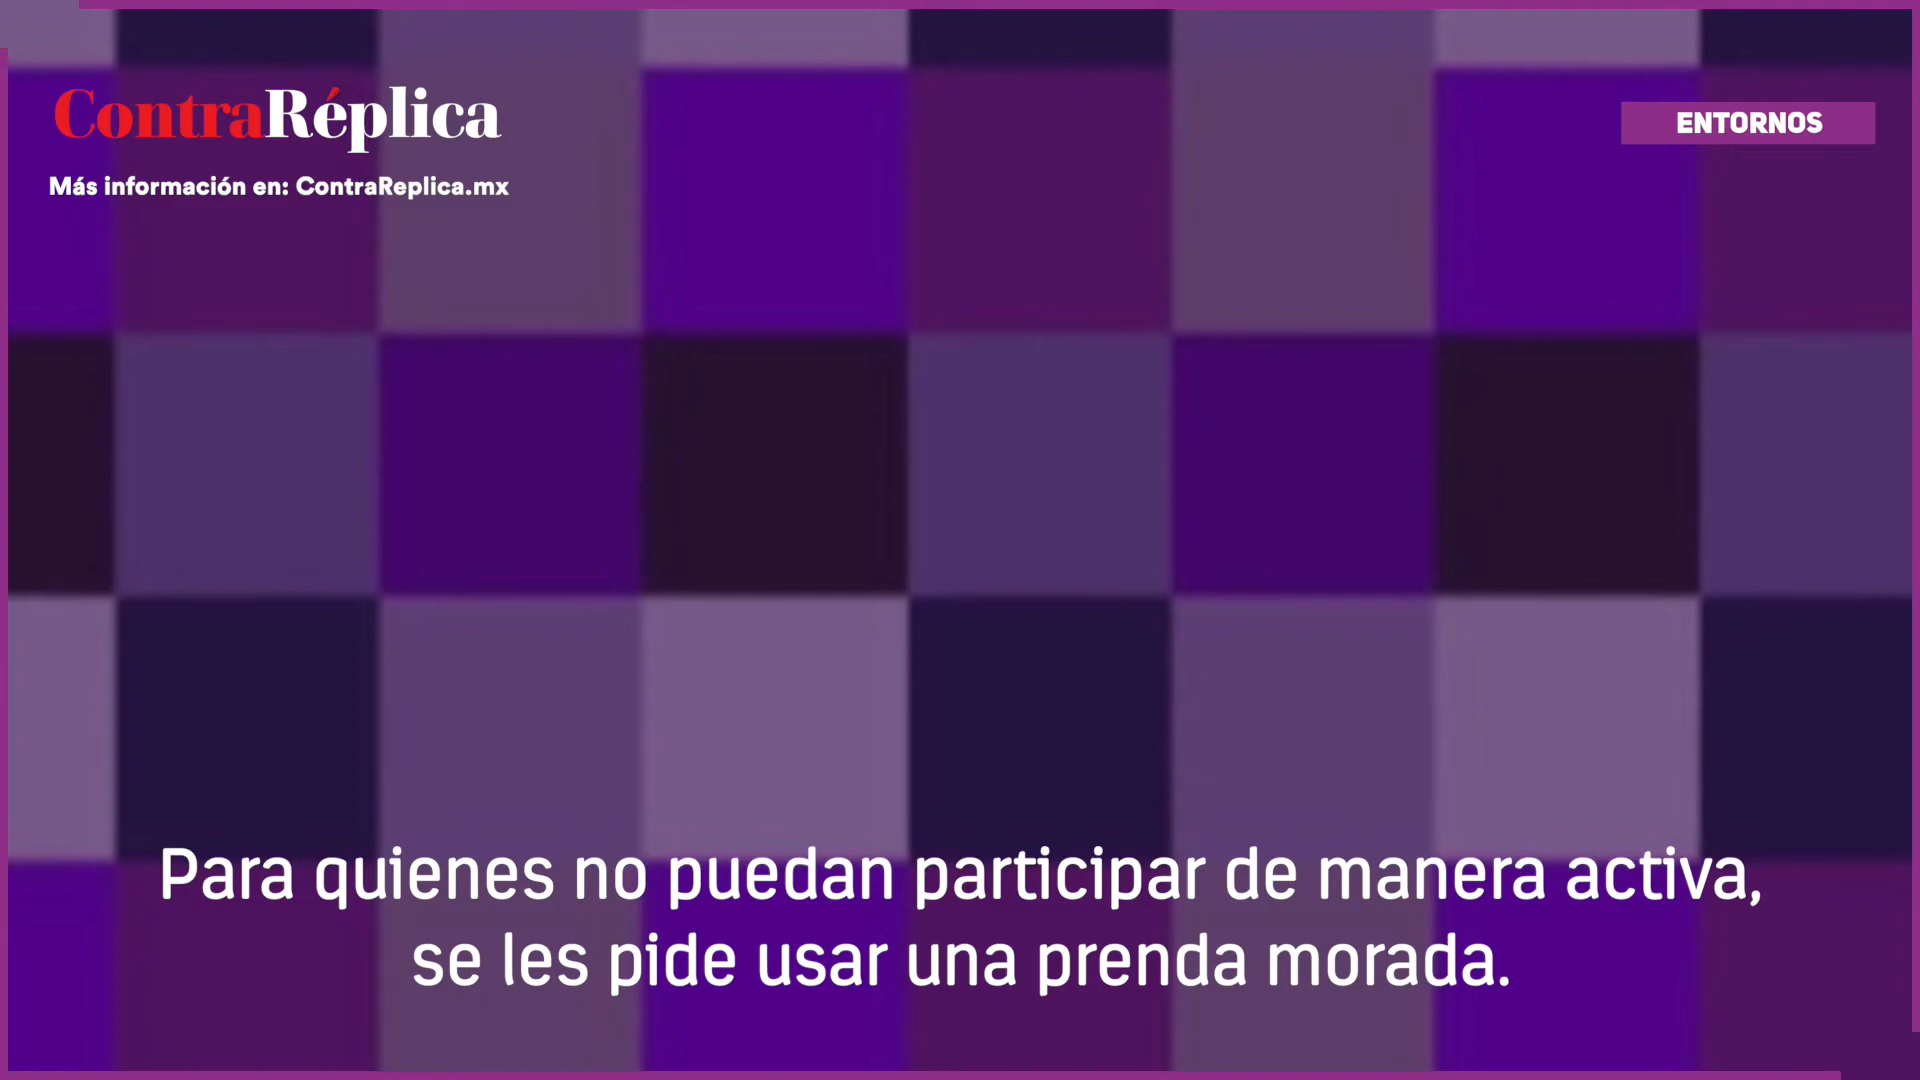 ContraRéplica
Más información en: ContraReplica.mx
ENTORNOS
Para quienes no puedan participar de manera activa,
se les pide usar una prenda morada.